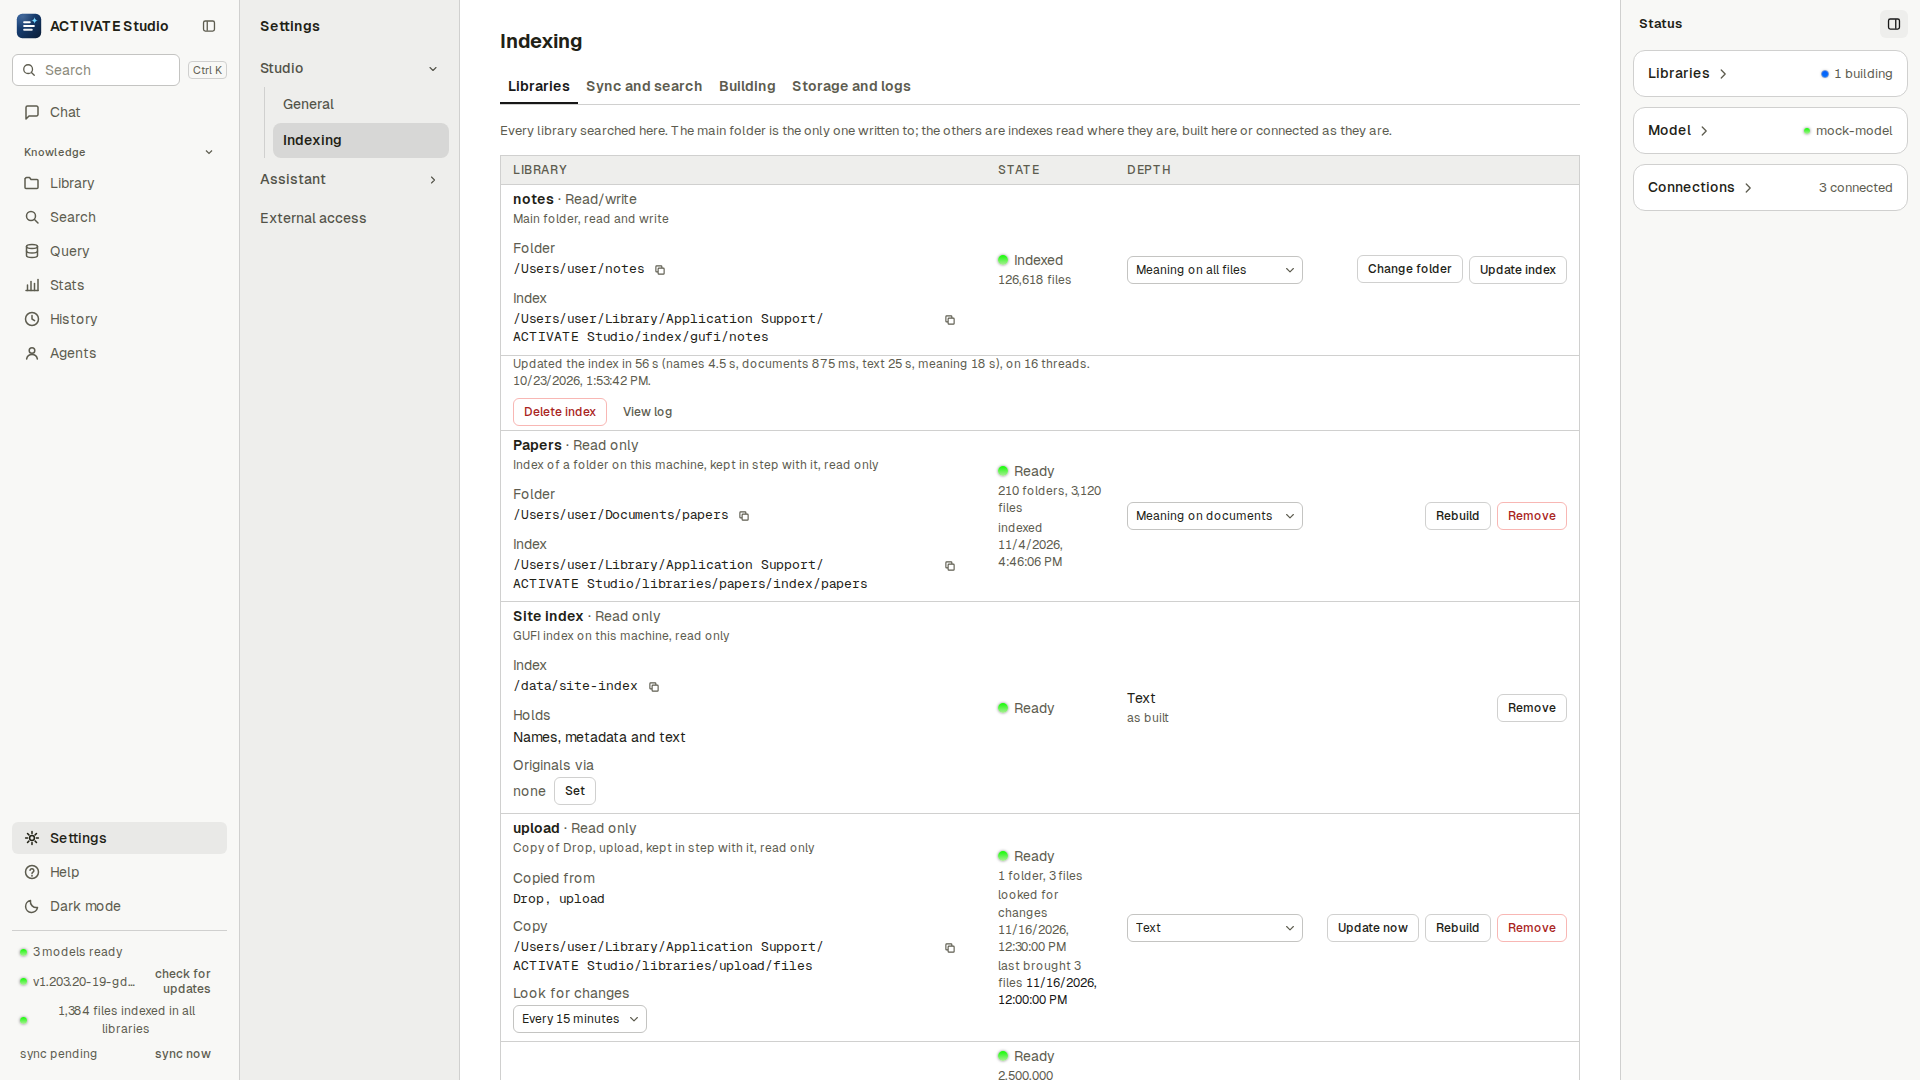 ACTIVATE Studio
Search
Ctrl K
Chat
Knowledge
Library
Search
Query
Stats
History
Agents
Settings
Help
Dark mode
3 models ready
v1.203.20-19-gd…
check for
updates
1,384 files indexed in all
libraries
sync pending
sync now
Settings
Studio
General
Indexing
Assistant
External access
Indexing
Libraries
Sync and search
Building
Storage and logs
Every library searched here. The main folder is the only one written to; the others are indexes read where they are, built here or connected as they are.
LIBRARY
STATE
DEPTH
notes · Read/write
Main folder, read and write
Folder
/Users/user/notes
Index
/Users/user/Library/Application Support/
ACTIVATE Studio/index/gufi/notes
Indexed
126,618 files
Meaning on all files
Change folder
Update index
Updated the index in 56 s (names 4.5 s, documents 875 ms, text 25 s, meaning 18 s), on 16 threads.
10/23/2026, 1:53:42 PM.
Delete index
View log
Papers · Read only
Index of a folder on this machine, kept in step with it, read only
Folder
/Users/user/Documents/papers
Index
/Users/user/Library/Application Support/
ACTIVATE Studio/libraries/papers/index/papers
Ready
210 folders, 3,120
files
indexed
11/4/2026,
4:46:06 PM
Meaning on documents
Rebuild
Remove
Site index · Read only
GUFI index on this machine, read only
Index
/data/site-index
Holds
Names, metadata and text
Originals via
none
Set
Ready
Text
as built
Remove
upload · Read only
Copy of Drop, upload, kept in step with it, read only
Copied from
Drop, upload
Copy
/Users/user/Library/Application Support/
ACTIVATE Studio/libraries/upload/files
Look for changes
Every 15 minutes
Ready
1 folder, 3 files
looked for
changes
11/16/2026,
12:30:00 PM
last brought 3
files 11/16/2026,
12:00:00 PM
Text
Update now
Rebuild
Remove
Ready
2,500,000
Status
Libraries
1 building
Model
mock-model
Connections
3 connected